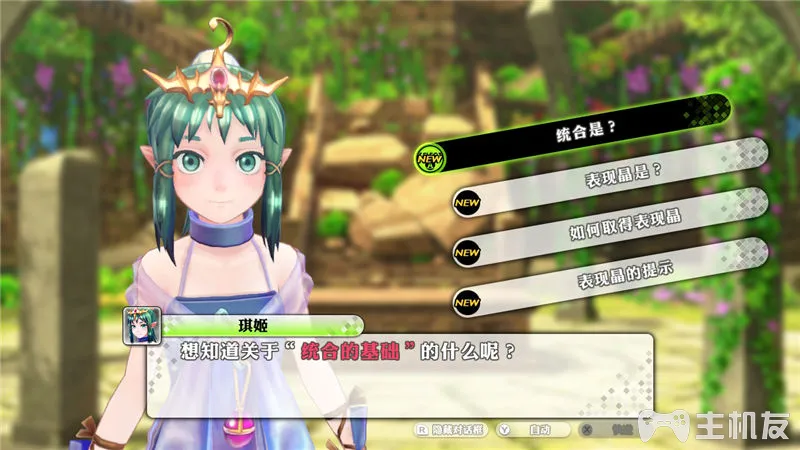 统合是？
NEW
表现晶是？
NEW
如何取得表现晶
NEW
表现晶的提示
NEW
琪姬
想知道关于“统合的基础”的什么呢？
R 隐藏对话框 Y 自动 X
主机友